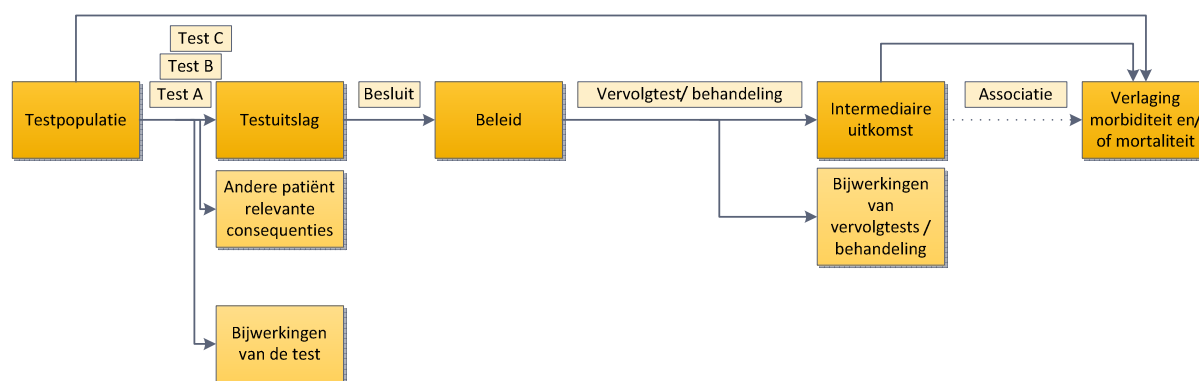 Test C
Test B
Test A
Besluit
Vervolgtest/ behandeling
Associatie
Testpopulatie
Testuitslag
Beleid
Intermediaire
uitkomst
Verlaging
morbiditeit en/
of mortaliteit
Andere patiënt
relevante
consequenties
Bijwerkingen
van
vervolgtests /
behandeling
Bijwerkingen
van de test